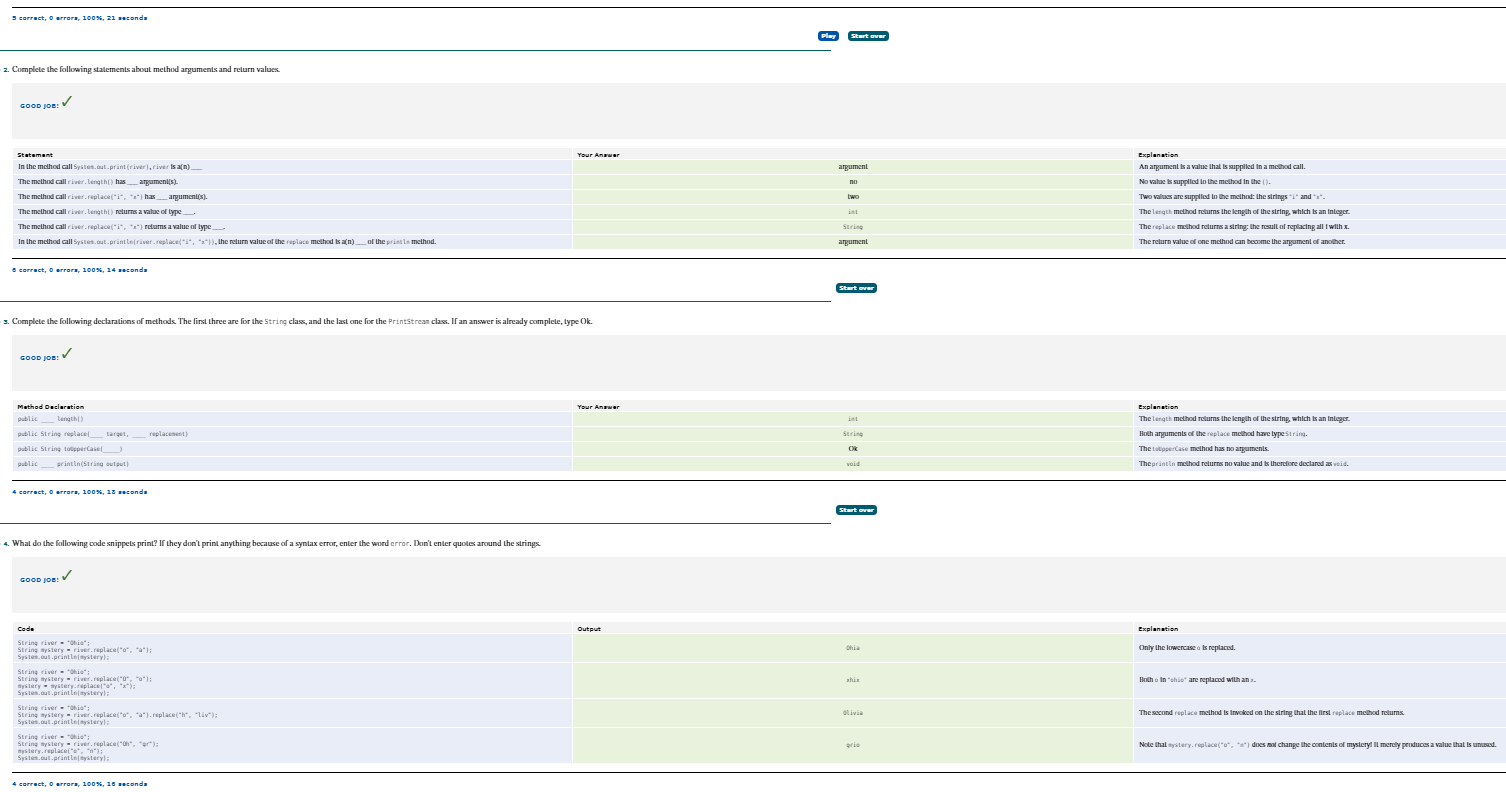 5 correct, 0 errors, 100%, 21 seconds
Play Start over
2. Complete the following statements about method arguments and return values.
GOOD JOB! ✓
Statement Your Answer Explanation
In the method call System.out.print(river), river is a(n) ___ argument An argument is a value that is supplied in a method call.
The method call river.length() has ___ argument(s). no No value is supplied to the method in the ().
The method call river.replace("i", "x") has ___ argument(s). two Two values are supplied to the method: the strings "i" and "x".
The method call river.length() returns a value of type ___. int The length method returns the length of the string, which is an integer.
The method call river.replace("i", "x") returns a value of type ___. String The replace method returns a string: the result of replacing all i with x.
In the method call System.out.println(river.replace("i", "x")), the return value of the replace method is a(n) ___ of the println method. argument The return value of one method can become the argument of another.
6 correct, 0 errors, 100%, 14 seconds
Start over
3. Complete the following declarations of methods. The first three are for the String class, and the last one for the PrintStream class. If an answer is already complete, type Ok.
GOOD JOB! ✓
Method Declaration Your Answer Explanation
public ____ length() int The length method returns the length of the string, which is an integer.
public String replace(____ target, ____ replacement) String Both arguments of the replace method have type String.
public String toUpperCase(_____) Ok The toUpperCase method has no arguments.
public ____ println(String output) void The println method returns no value and is therefore declared as void.
4 correct, 0 errors, 100%, 13 seconds
Start over
4. What do the following code snippets print? If they don't print anything because of a syntax error, enter the word error. Don't enter quotes around the strings.
GOOD JOB! ✓
Code Output Explanation
String river = "Ohio";
String mystery = river.replace("o", "a");
System.out.println(mystery);
Ohia
Only the lowercase o is replaced.
String river = "Ohio";
String mystery = river.replace("O", "o");
mystery = mystery.replace("o", "x");
System.out.println(mystery);
xhix
Both o in "ohio" are replaced with an x.
String river = "Ohio";
String mystery = river.replace("o", "a").replace("h", "liv");
System.out.println(mystery);
Olivia
The second replace method is invoked on the string that the first replace method returns.
String river = "Ohio";
String mystery = river.replace("Oh", "gr");
mystery.replace("o", "n");
System.out.println(mystery);
grio
Note that mystery.replace("o", "n") does not change the contents of mystery! It merely produces a value that is unused.
4 correct, 0 errors, 100%, 16 seconds